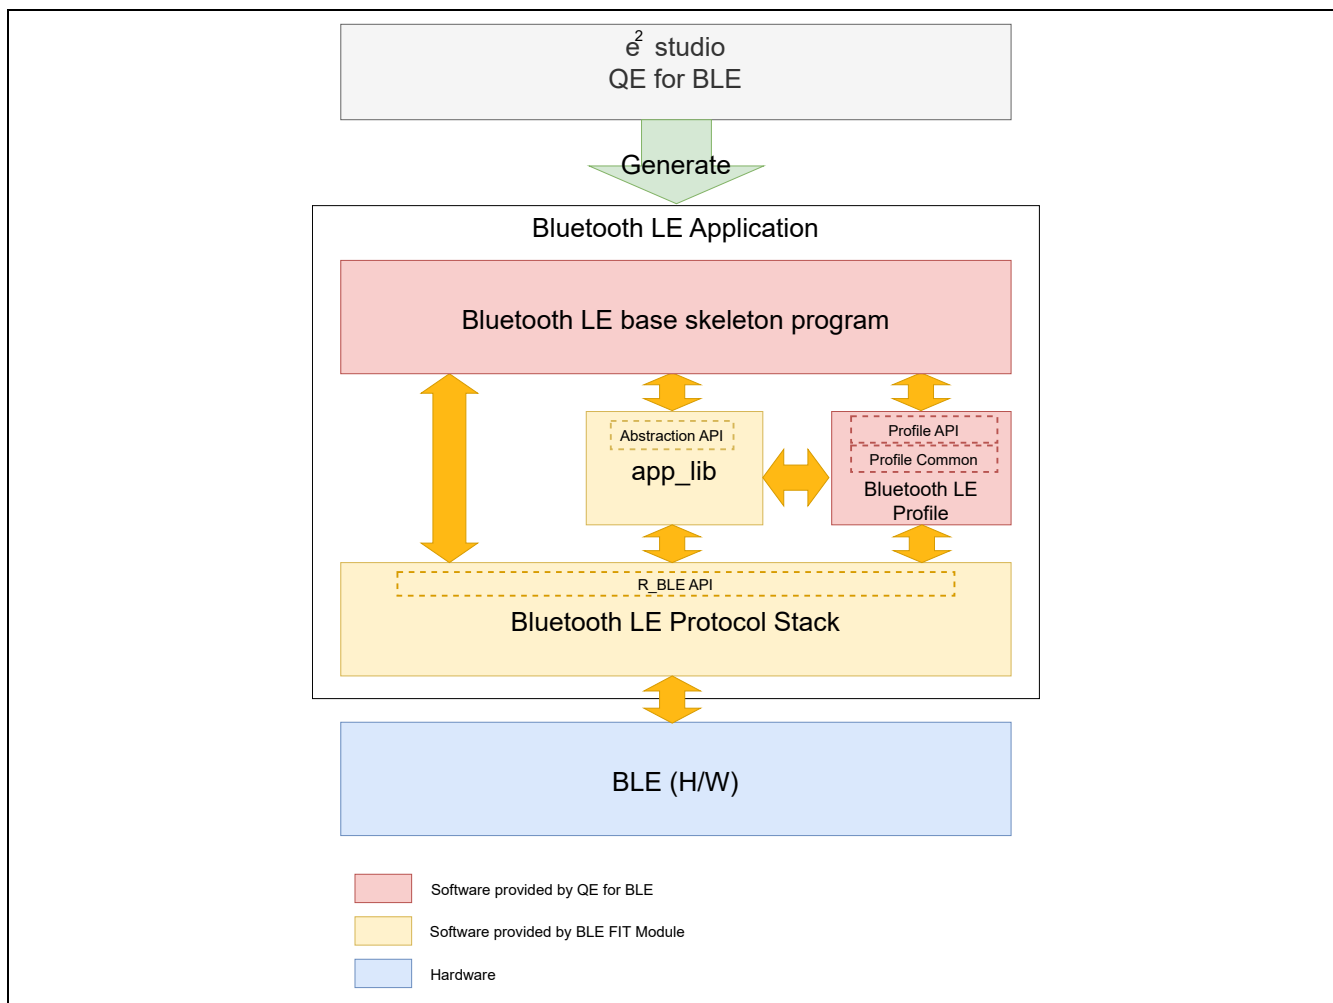 e² studio
QE for BLE
Generate
Bluetooth LE Application
Bluetooth LE base skeleton program
Abstraction API
app_lib
Profile API
Profile Common
Bluetooth LE
Profile
R_BLE API
Bluetooth LE Protocol Stack
BLE (H/W)
Software provided by QE for BLE
Software provided by BLE FIT Module
Hardware